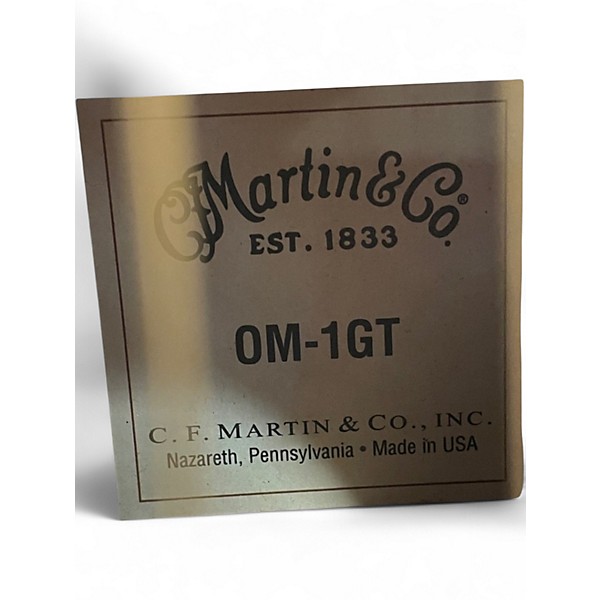 CFMartin & Co.®
EST. 1833
OM-1GT
C. F. MARTIN & CO., INC.
Nazareth, Pennsylvania • Made in USA